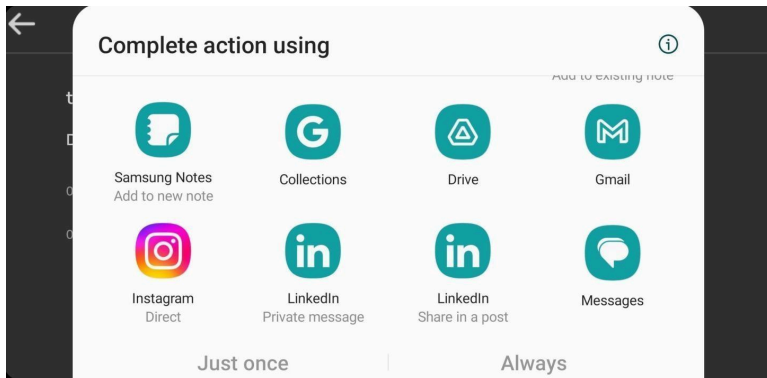 Complete action using
Add to existing note
Samsung Notes
Add to new note
Collections
Drive
Gmail
Instagram
Direct
LinkedIn
Private message
LinkedIn
Share in a post
Messages
Just once
Always